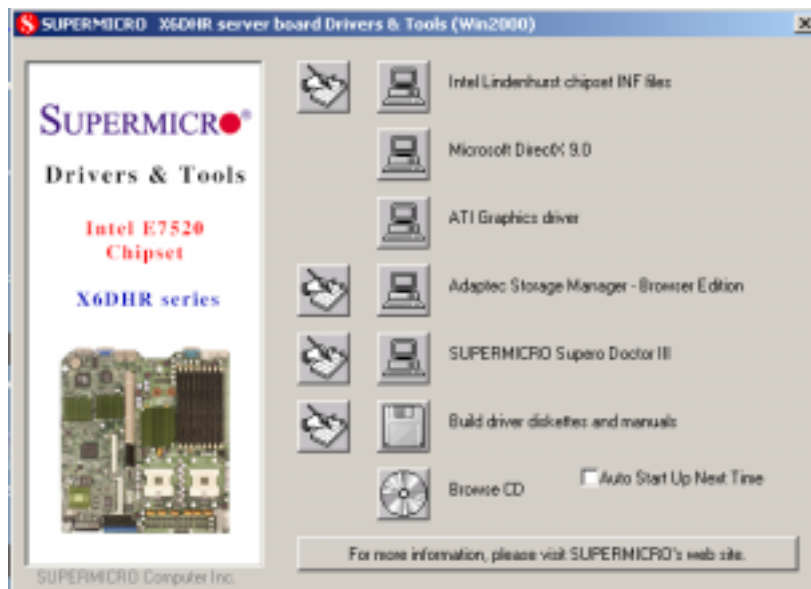 SUPERMICRO X6DHR server board Drivers & Tools (Win2000)
SUPERMICRO®
Drivers & Tools
Intel E7520
Chipset
X6DHR series
Intel Lindenhurst chipset INF files
Microsoft DirectX 9.0
ATI Graphics driver
Adaptec Storage Manager - Browser Edition
SUPERMICRO Supero Doctor III
Build driver diskettes and manuals
Browse CD
Auto Start Up Next Time
For more information, please visit SUPERMICRO's web site.
SUPERMICRO Computer Inc.